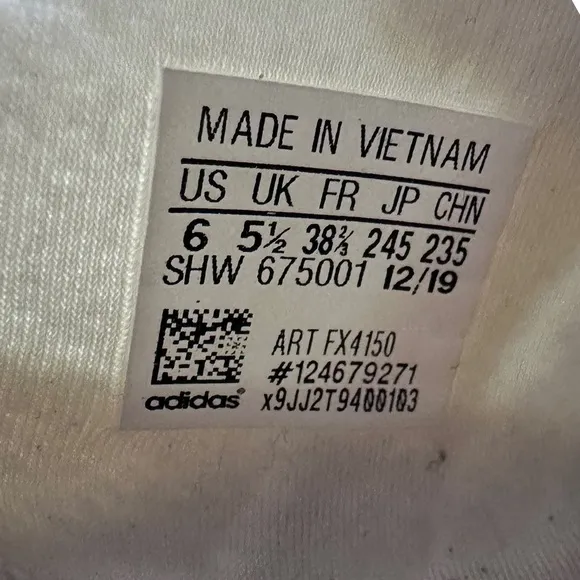 MADE IN VIETNAM
US UK FR JP CHN
6 5½ 38⅔ 245 235
SHW 675001 12/19
ART FX4150
#124679271
adidas® x9JJ2T9400103